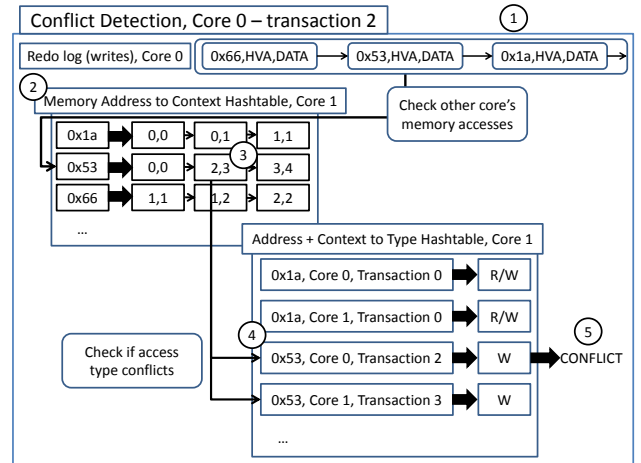 Conflict Detection, Core 0 – transaction 2
1
Redo log (writes), Core 0
0x66,HVA,DATA
0x53,HVA,DATA
0x1a,HVA,DATA
2
Memory Address to Context Hashtable, Core 1
Check other core's
memory accesses
0x1a
0,0
0,1
1,1
3
0x53
0,0
2,3
3,4
0x66
1,1
1,2
2,2
...
Address + Context to Type Hashtable, Core 1
0x1a, Core 0, Transaction 0
R/W
0x1a, Core 1, Transaction 0
R/W
4
5
Check if access
type conflicts
0x53, Core 0, Transaction 2
W
CONFLICT
0x53, Core 1, Transaction 3
W
...